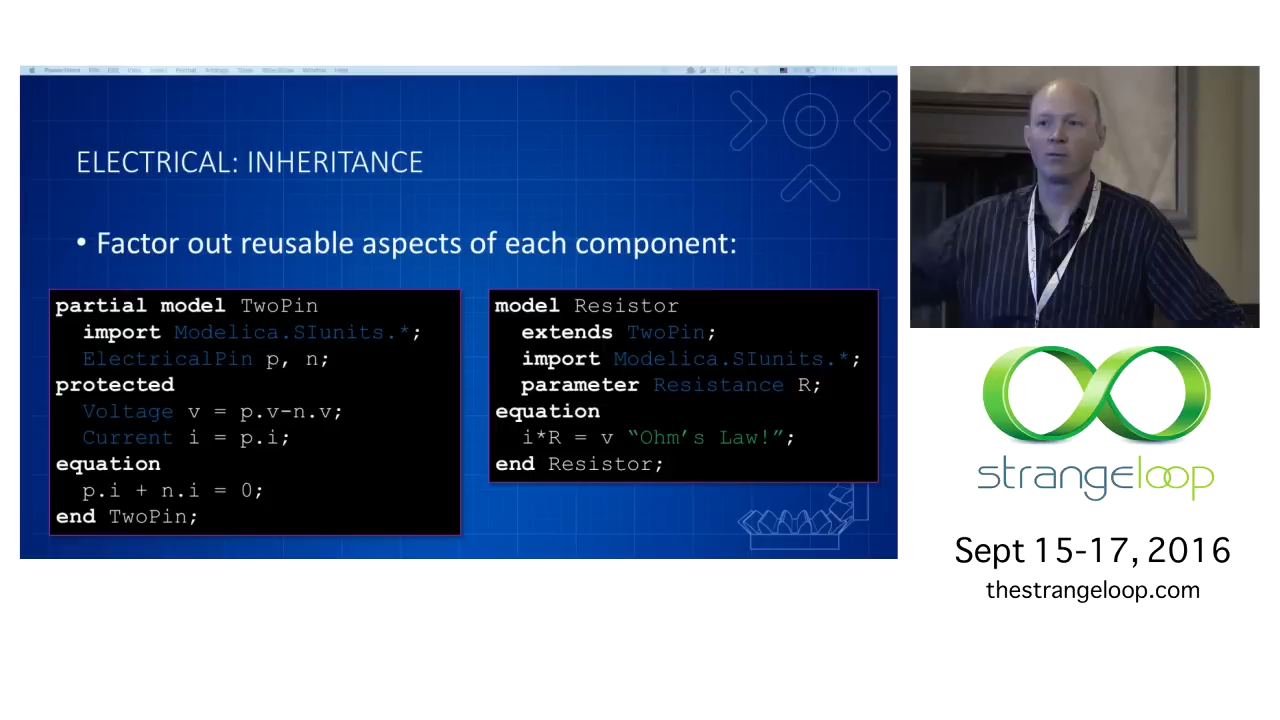 ELECTRICAL: INHERITANCE
• Factor out reusable aspects of each component:
partial model TwoPin
import Modelica.SIunits.*;
ElectricalPin p, n;
protected
Voltage v = p.v-n.v;
Current i = p.i;
equation
p.i + n.i = 0;
end TwoPin;
model Resistor
extends TwoPin;
import Modelica.SIunits.*;
parameter Resistance R;
equation
i*R = v “Ohm’s Law!”;
end Resistor;
strangeloop
Sept 15-17, 2016
thestrangeloop.com